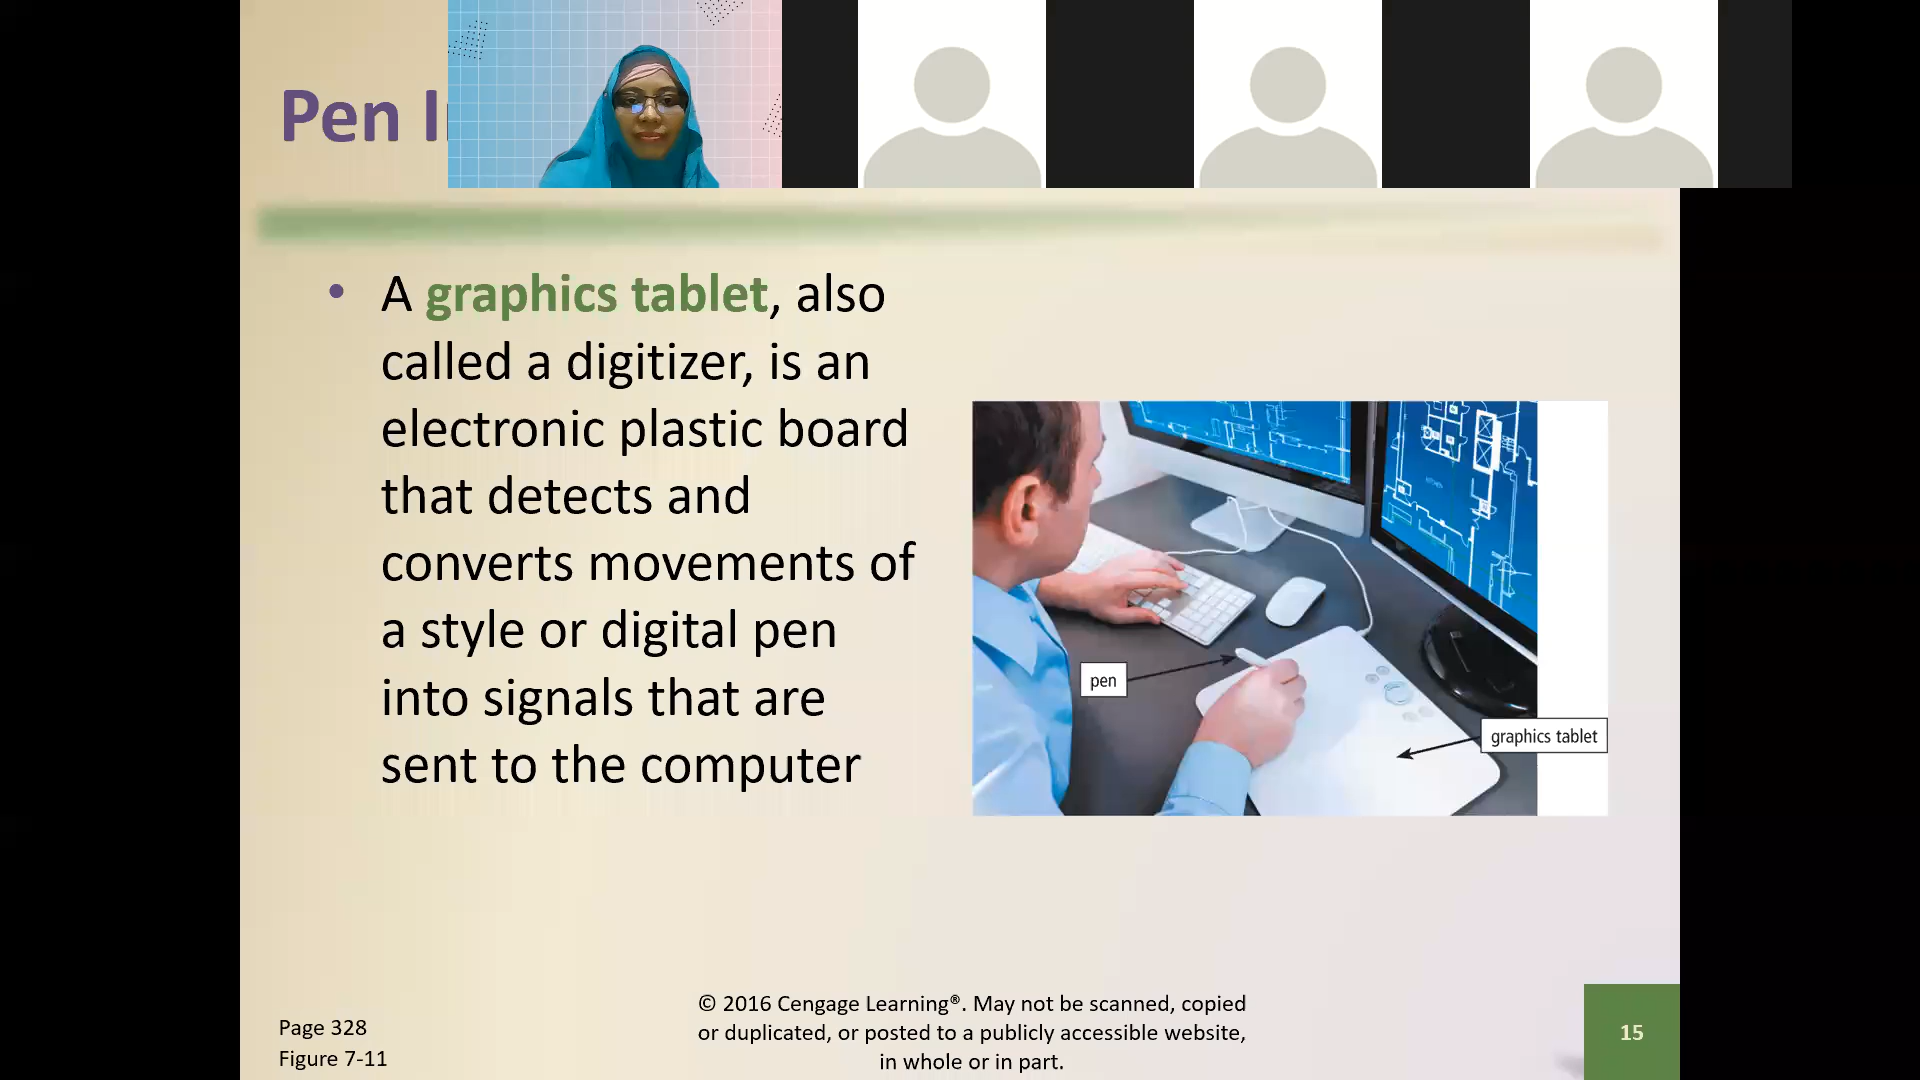 Pen
• A graphics tablet, also
called a digitizer, is an
electronic plastic board
that detects and
converts movements of
a style or digital pen
into signals that are
sent to the computer
pen
graphics tablet
Page 328
Figure 7-11
© 2016 Cengage Learning®. May not be scanned, copied
or duplicated, or posted to a publicly accessible website,
in whole or in part.
15